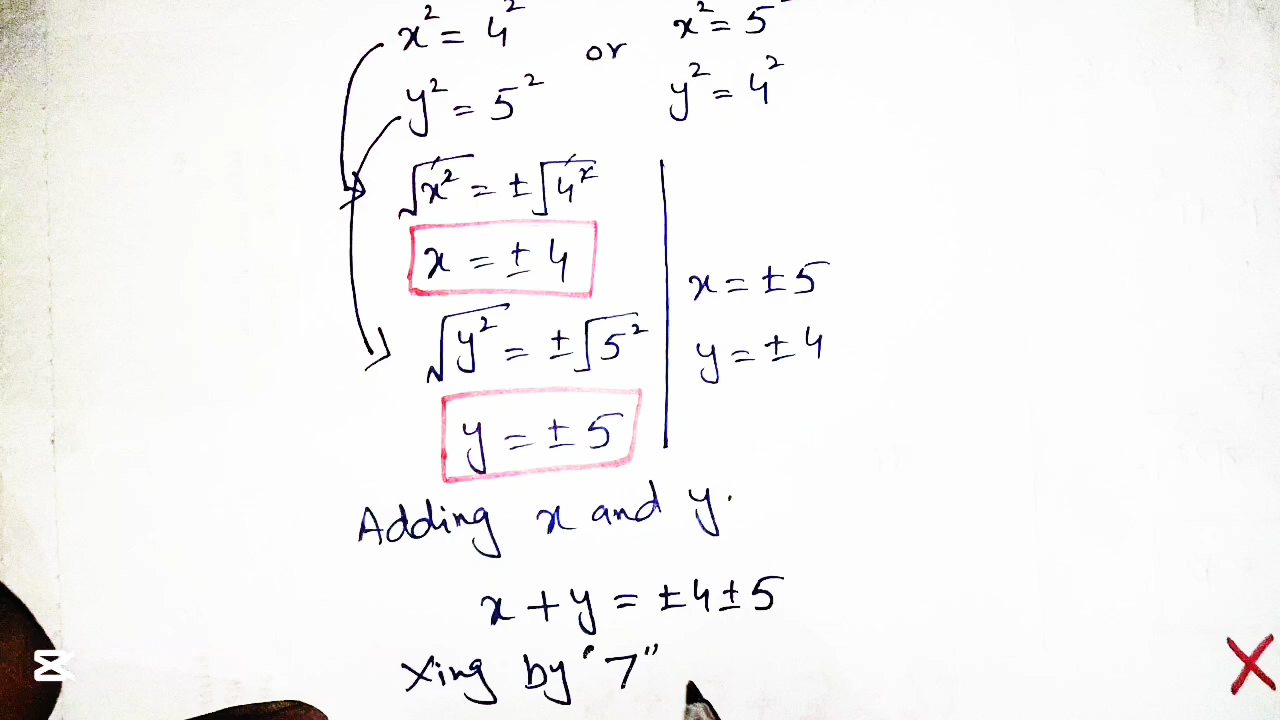 x² = 4² or x² = 5²
y² = 5² y² = 4²
√x² = ±√4²
x = ± 4
x = ± 5
√y² = ±√5²
y = ± 4
y = ± 5
Adding x and y.
x + y = ±4 ± 5
Xing by "7"